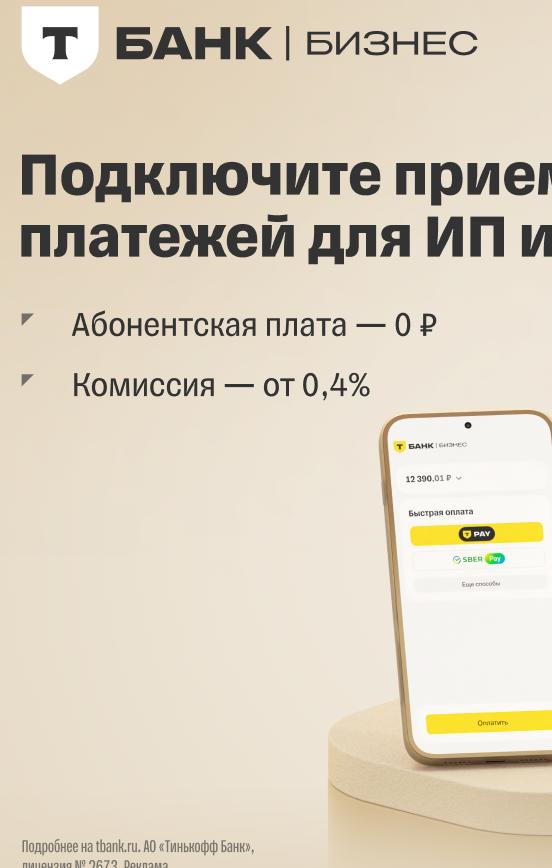 Т БАНК | БИЗНЕС
Подключите прием
платежей для ИП и
Абонентская плата — 0 ₽
Комиссия — от 0,4%
Т БАНК | БИЗНЕС
12 390,01 ₽
Быстрая оплата
Т PAY
SBER Pay
Еще способы
Оплатить
Подробнее на tbank.ru. АО «Тинькофф Банк»,
лицензия № 2673. Реклама